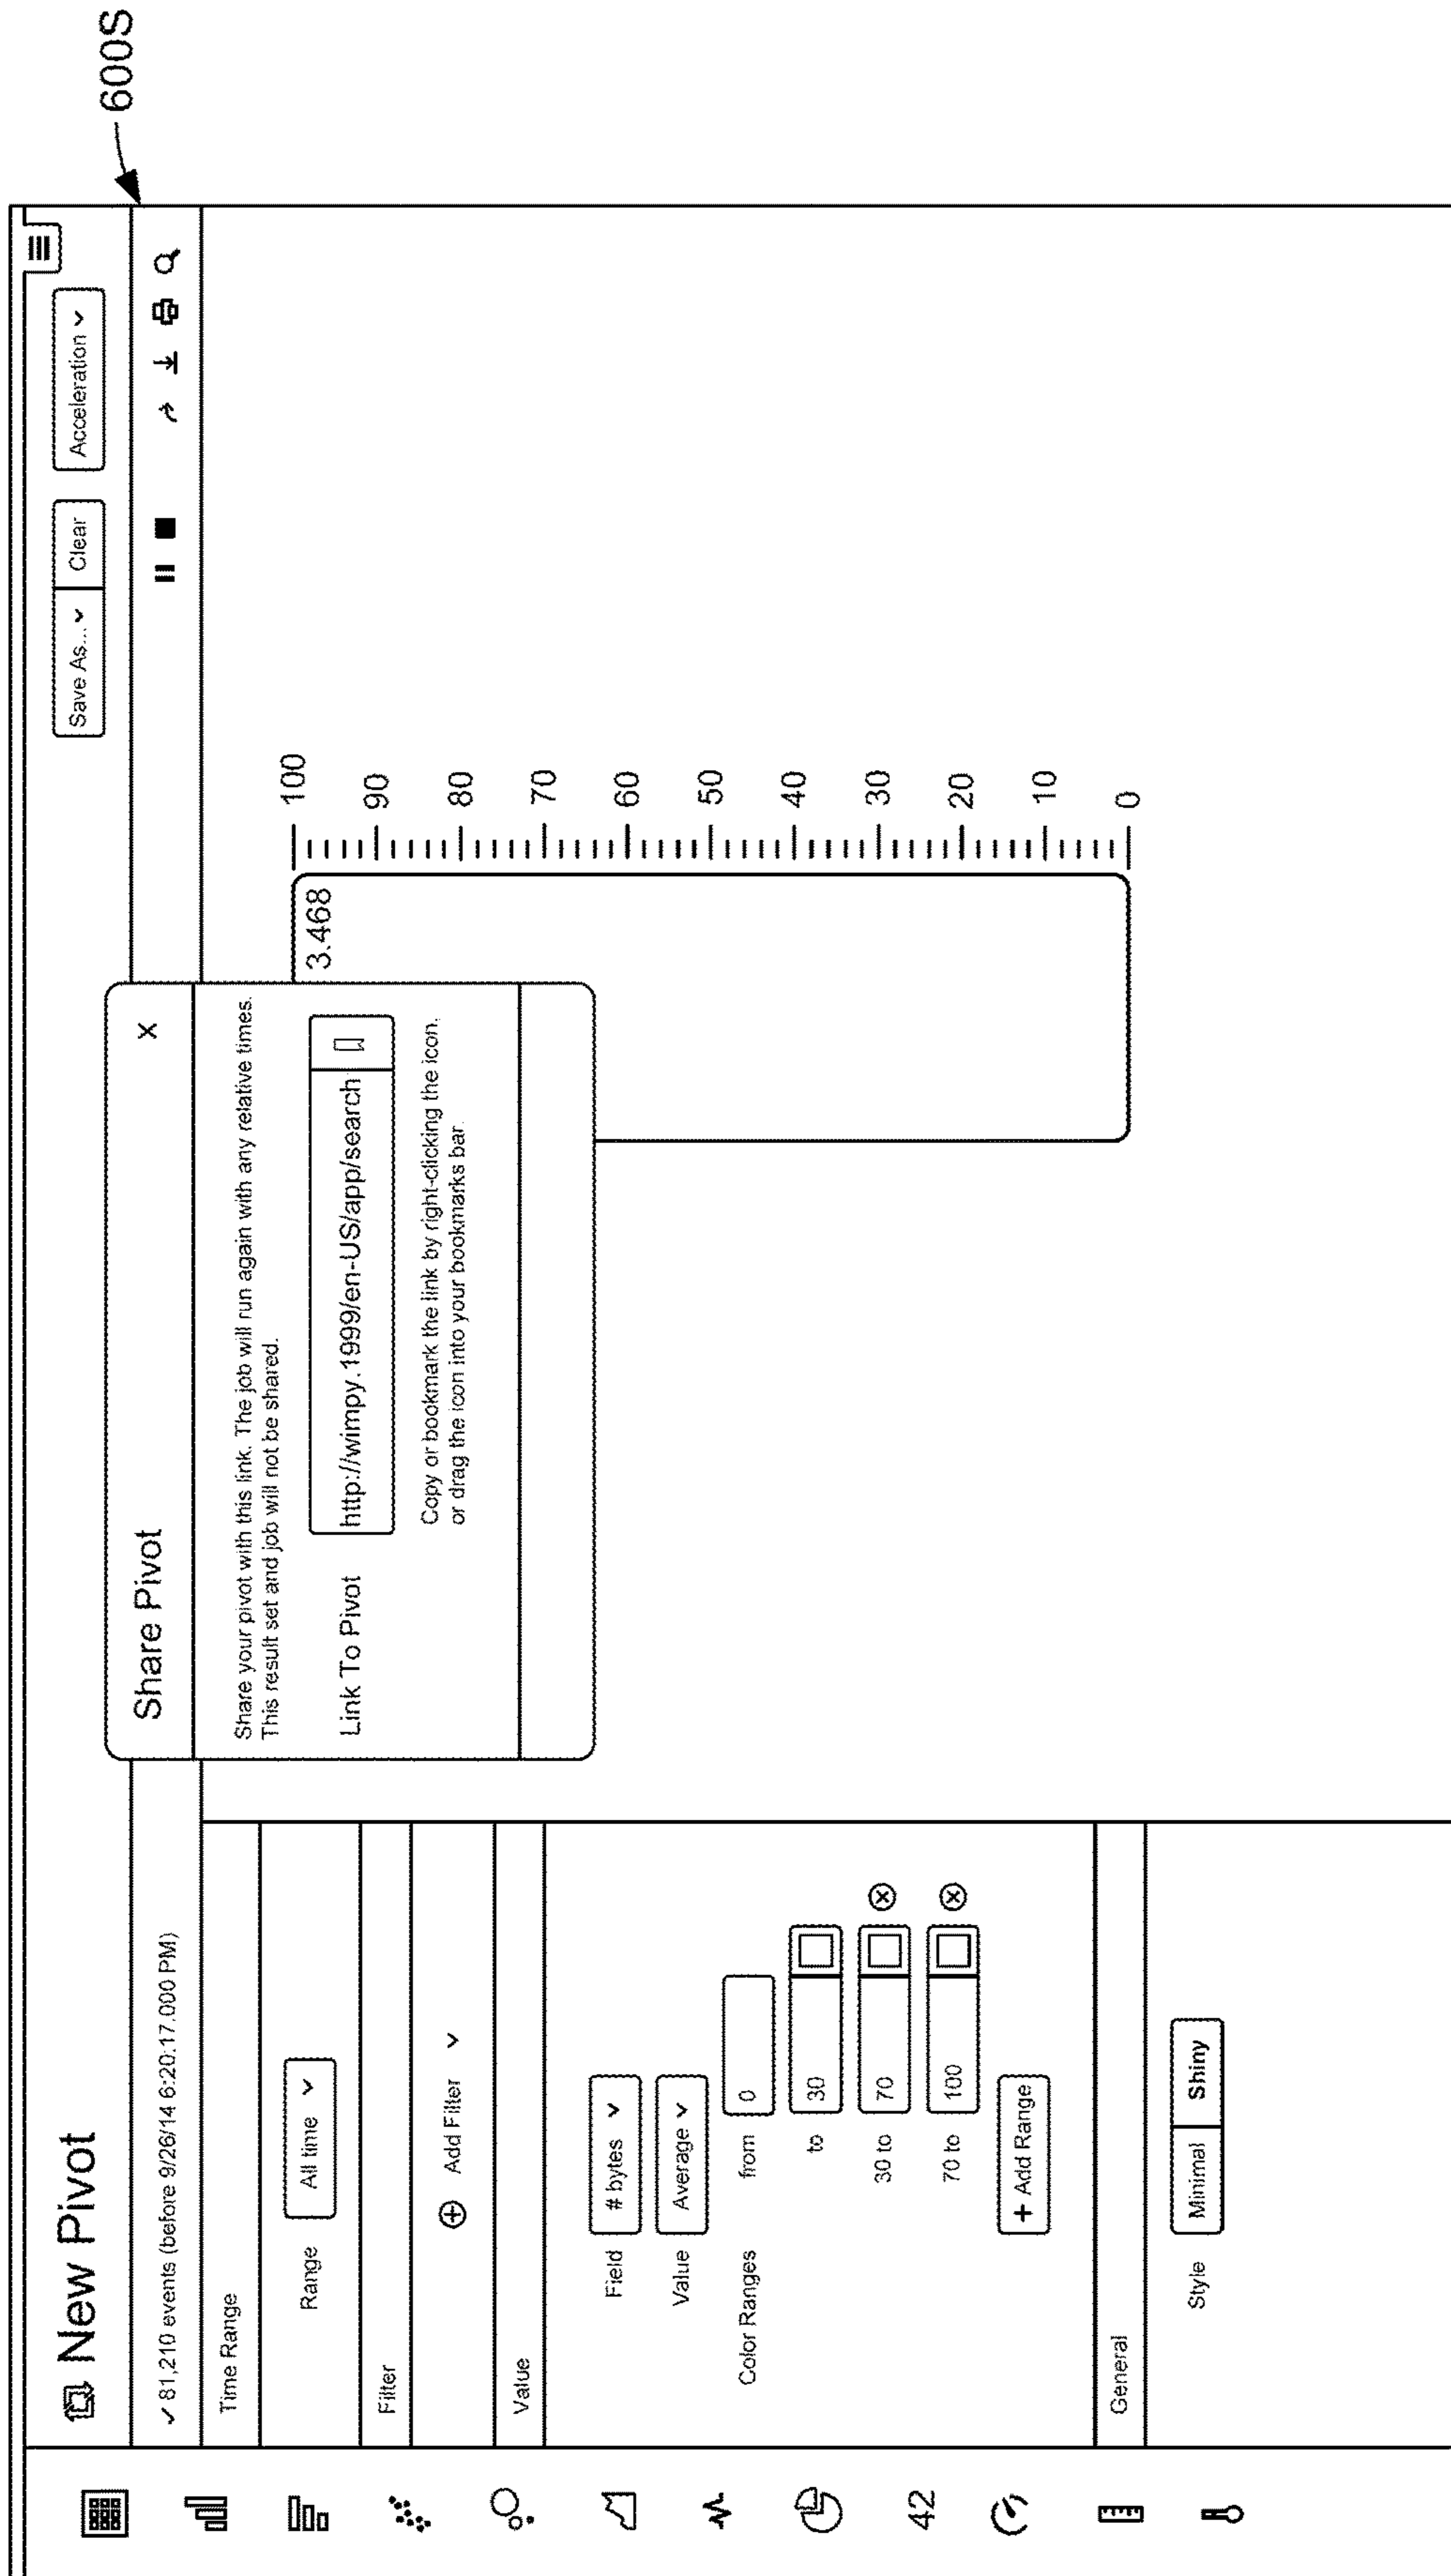 600S
New Pivot
Save As...
Clear
Acceleration
✓ 81,210 events (before 9/26/14 6:20:17.000 PM)
Share Pivot
X
Share your pivot with this link. The job will run again with any relative times.
This result set and job will not be shared.
Link To Pivot
http://wimpy.1999/en-US/app/search
Copy or bookmark the link by right-clicking the icon,
or drag the icon into your bookmarks bar.
Time Range
Range
All time
Filter
Add Filter
Value
Field
# bytes
Value
Average
Color Ranges
from
0
to
30
30 to
70
70 to
100
+ Add Range
General
Style
Minimal
Shiny
42
3.468
100
90
80
70
60
50
40
30
20
10
0